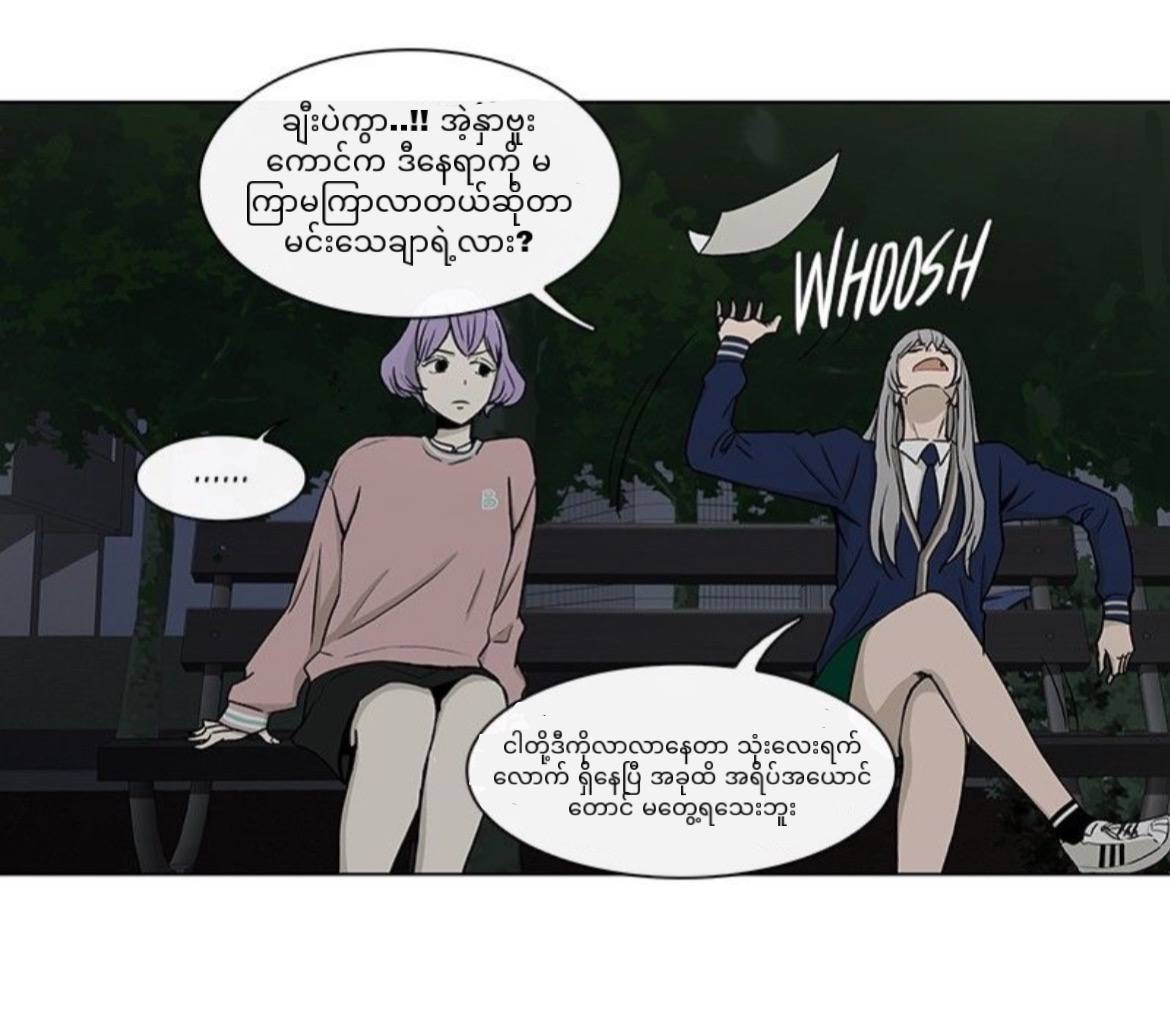 ချီးပဲကွာ..!! အဲ့နှာဗူး
ကောင်က ဒီနေရာကို မ
ကြာမကြာလာတယ်ဆိုတာ
မင်းသေချာရဲ့လား?
WHOOSH
......
B
ငါတို့ဒီကိုလာလာနေတာ သုံးလေးရက်
လောက် ရှိနေပြီ အခုထိ အရိပ်အယောင်
တောင် မတွေ့ရသေးဘူး